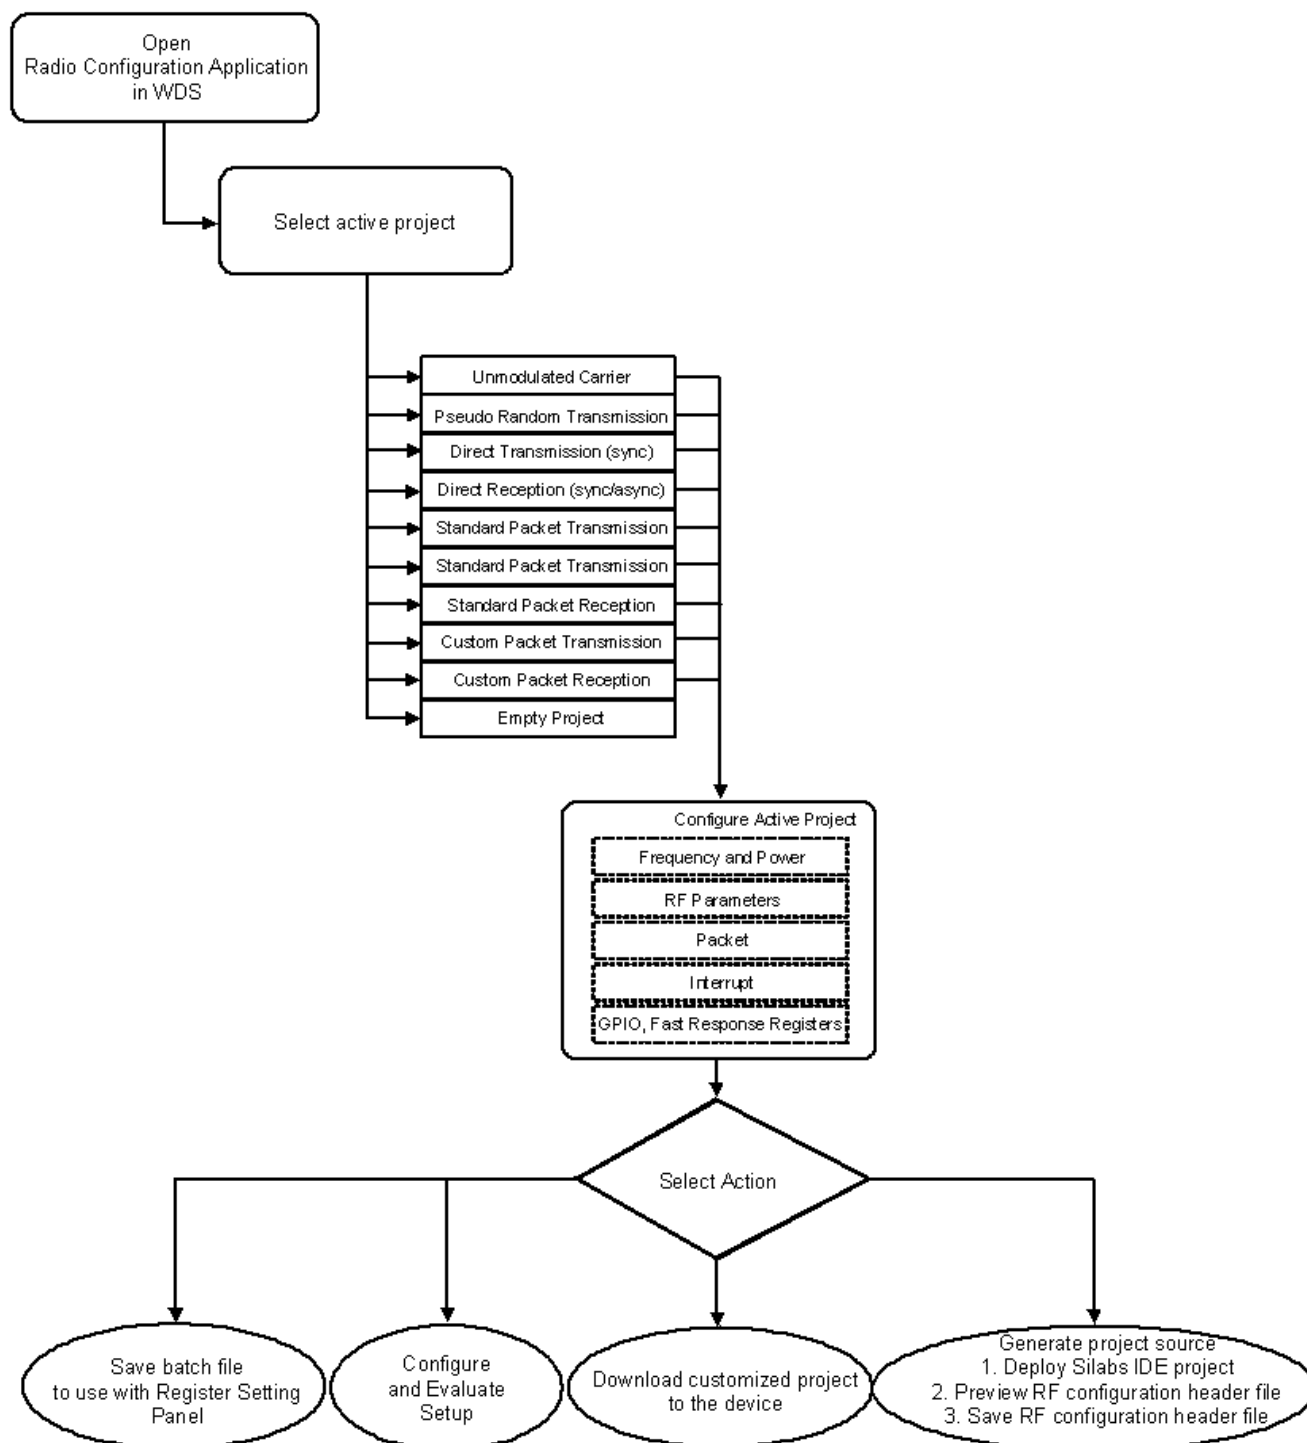 Open
Radio Configuration Application
in WDS
Select active project
Unmodulated Carrier
Pseudo Random Transmission
Direct Transmission (sync)
Direct Reception (sync/async)
Standard Packet Transmission
Standard Packet Transmission
Standard Packet Reception
Custom Packet Transmission
Custom Packet Reception
Empty Project
Configure Active Project
Frequency and Power
RF Parameters
Packet
Interrupt
GPIO, Fast Response Registers
Select Action
Save batch file
to use with Register Setting
Panel
Configure
and Evaluate
Setup
Download customized project
to the device
Generate project source
1. Deploy Silabs IDE project
2. Preview RF configuration header file
3. Save RF configuration header file